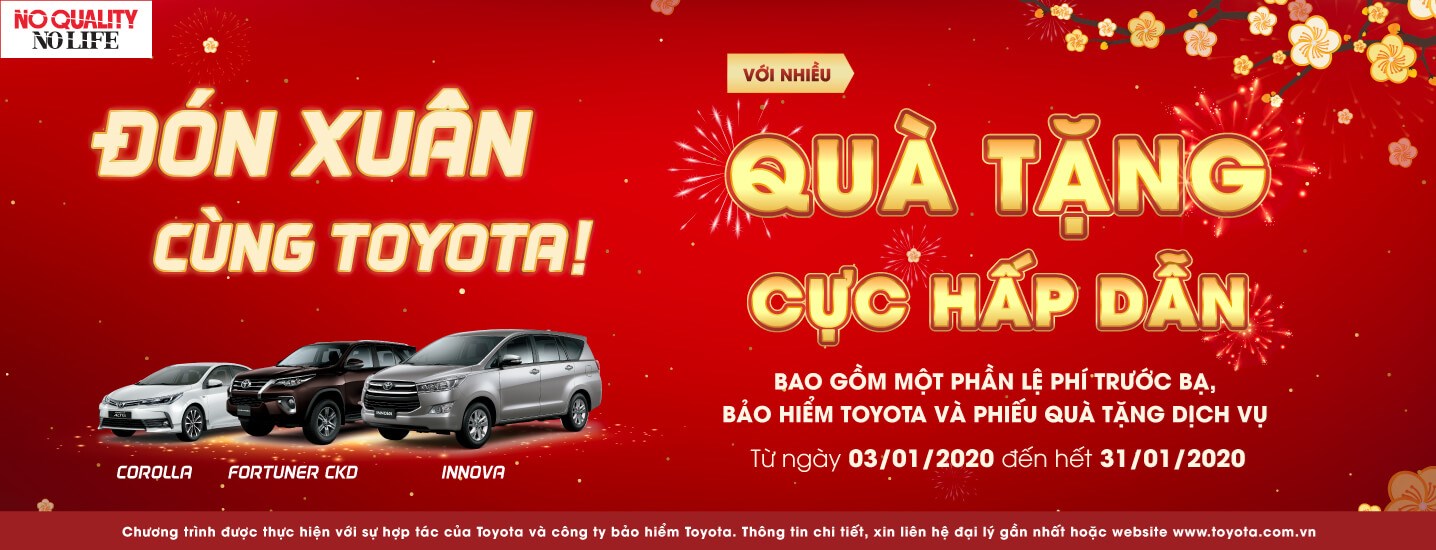 NO QUALITY
NO LIFE
ĐÓN XUÂN
CÙNG TOYOTA!
VỚI NHIỀU
QUÀ TẶNG
CỰC HẤP DẪN
BAO GỒM MỘT PHẦN LỆ PHÍ TRƯỚC BẠ,
BẢO HIỂM TOYOTA VÀ PHIẾU QUÀ TẶNG DỊCH VỤ
Từ ngày 03/01/2020 đến hết 31/01/2020
COROLLA FORTUNER CKD INNOVA
Chương trình được thực hiện với sự hợp tác của Toyota và công ty bảo hiểm Toyota. Thông tin chi tiết, xin liên hệ đại lý gần nhất hoặc website www.toyota.com.vn